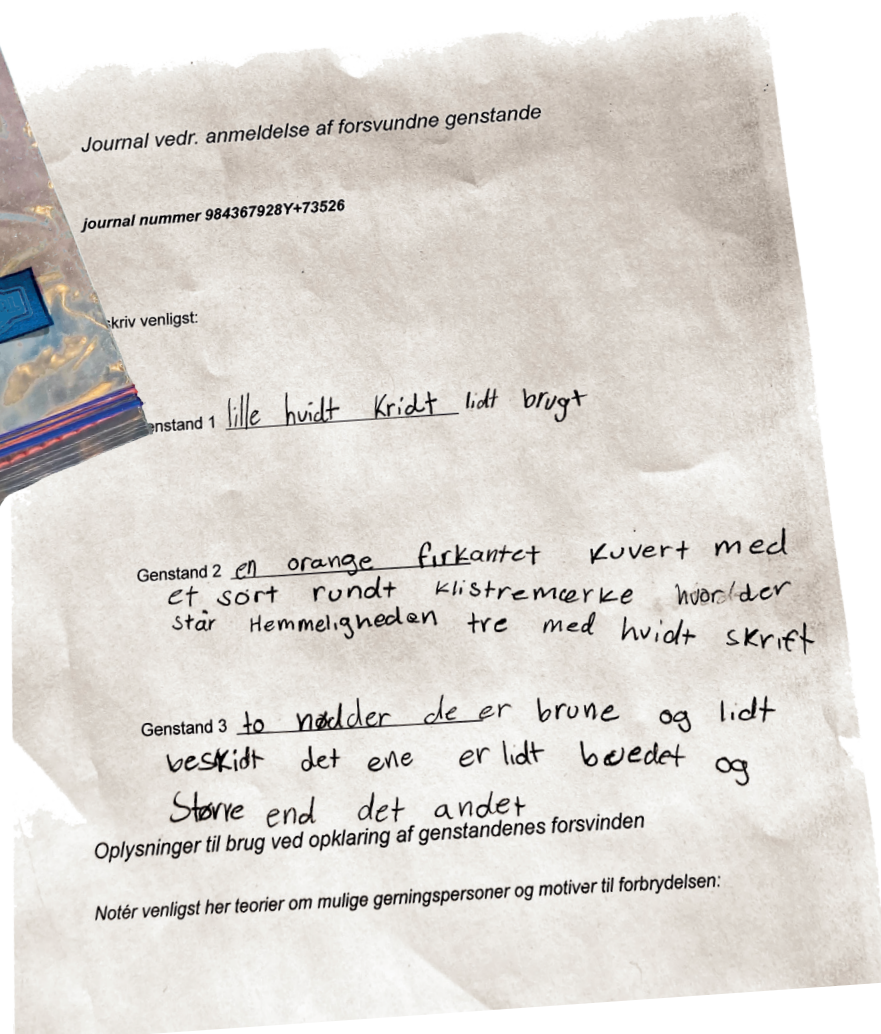 Journal vedr. anmeldelse af forsvundne genstande
journal nummer 984367928Y+73526
skriv venligst:
enstand 1 lille hvidt Kridt lidt brugt
Genstand 2 en orange firkantet kuvert med
et sort rundt klistremærke hvor der
står Hemmeligheden tre med hvidt skrift
Genstand 3 to nødder de er brune og lidt
beskidt det ene er lidt og
Større end det andet
Oplysninger til brug ved opklaring af genstandenes forsvinden
Notér venligst her teorier om mulige gerningspersoner og motiver til forbrydelsen: